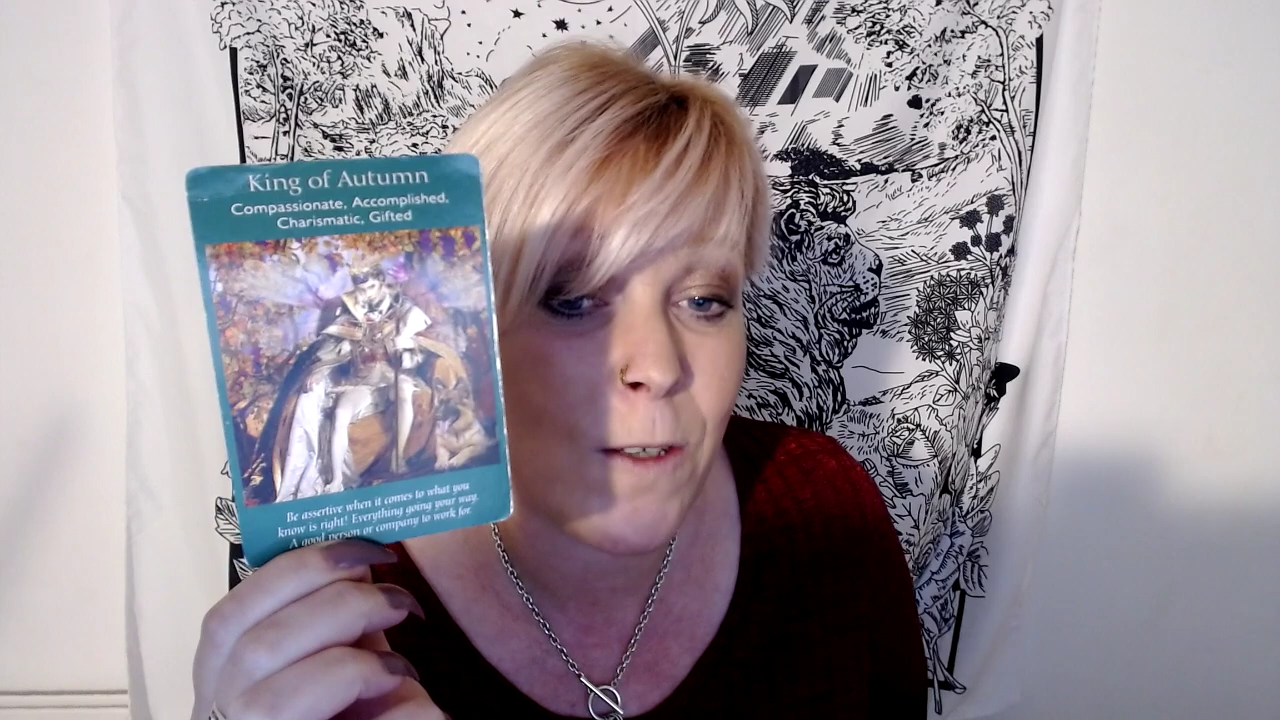 King of Autumn
Compassionate, Accomplished,
Charismatic, Gifted
Be assertive when it comes to what you
know is right! Everything going your way.
A good person or company to work for.